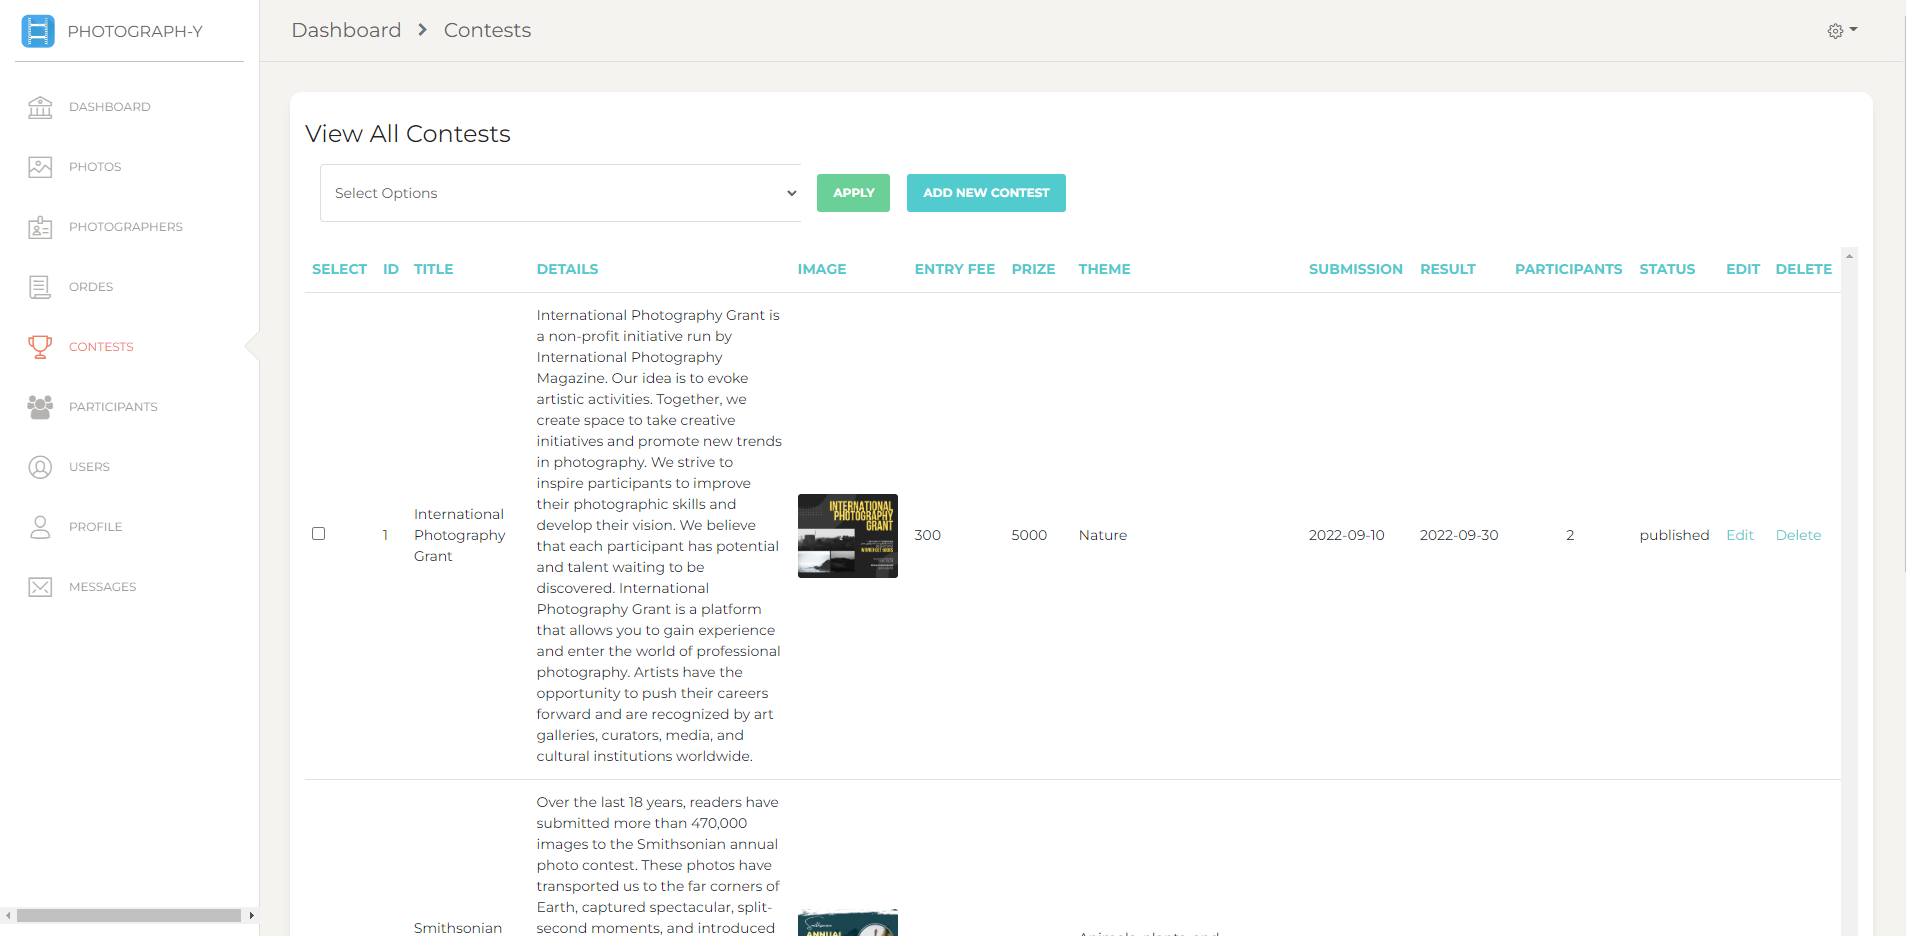 PHOTOGRAPH-Y
Dashboard > Contests
DASHBOARD
PHOTOS
PHOTOGRAPHERS
ORDES
CONTESTS
PARTICIPANTS
USERS
PROFILE
MESSAGES
View All Contests
Select Options
APPLY
ADD NEW CONTEST
SELECT ID TITLE DETAILS IMAGE ENTRY FEE PRIZE THEME SUBMISSION RESULT PARTICIPANTS STATUS EDIT DELETE
1
International
Photography
Grant
International Photography Grant is
a non-profit initiative run by
International Photography
Magazine. Our idea is to evoke
artistic activities. Together, we
create space to take creative
initiatives and promote new trends
in photography. We strive to
inspire participants to improve
their photographic skills and
develop their vision. We believe
that each participant has potential
and talent waiting to be
discovered. International
Photography Grant is a platform
that allows you to gain experience
and enter the world of professional
photography. Artists have the
opportunity to push their careers
forward and are recognized by art
galleries, curators, media, and
cultural institutions worldwide.
INTERNATIONAL
PHOTOGRAPHY
GRANT
300 5000 Nature 2022-09-10 2022-09-30 2 published Edit Delete
Smithsonian
Over the last 18 years, readers have
submitted more than 470,000
images to the Smithsonian annual
photo contest. These photos have
transported us to the far corners of
Earth, captured spectacular, split-
second moments, and introduced
Smithsonian
ANNUAL
Animals, plants, and